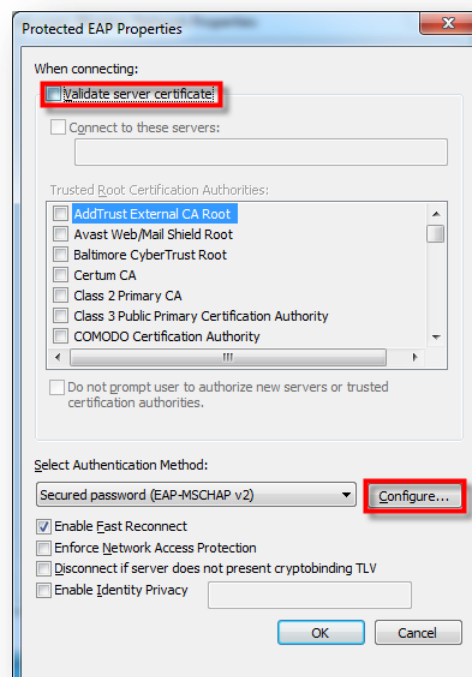 Protected EAP Properties
When connecting:
Validate server certificate
Connect to these servers:
Trusted Root Certification Authorities:
AddTrust External CA Root
Avast Web/Mail Shield Root
Baltimore CyberTrust Root
Certum CA
Class 2 Primary CA
Class 3 Public Primary Certification Authority
COMODO Certification Authority
Do not prompt user to authorize new servers or trusted
certification authorities.
Select Authentication Method:
Secured password (EAP-MSCHAP v2)
Configure...
Enable Fast Reconnect
Enforce Network Access Protection
Disconnect if server does not present cryptobinding TLV
Enable Identity Privacy
OK
Cancel